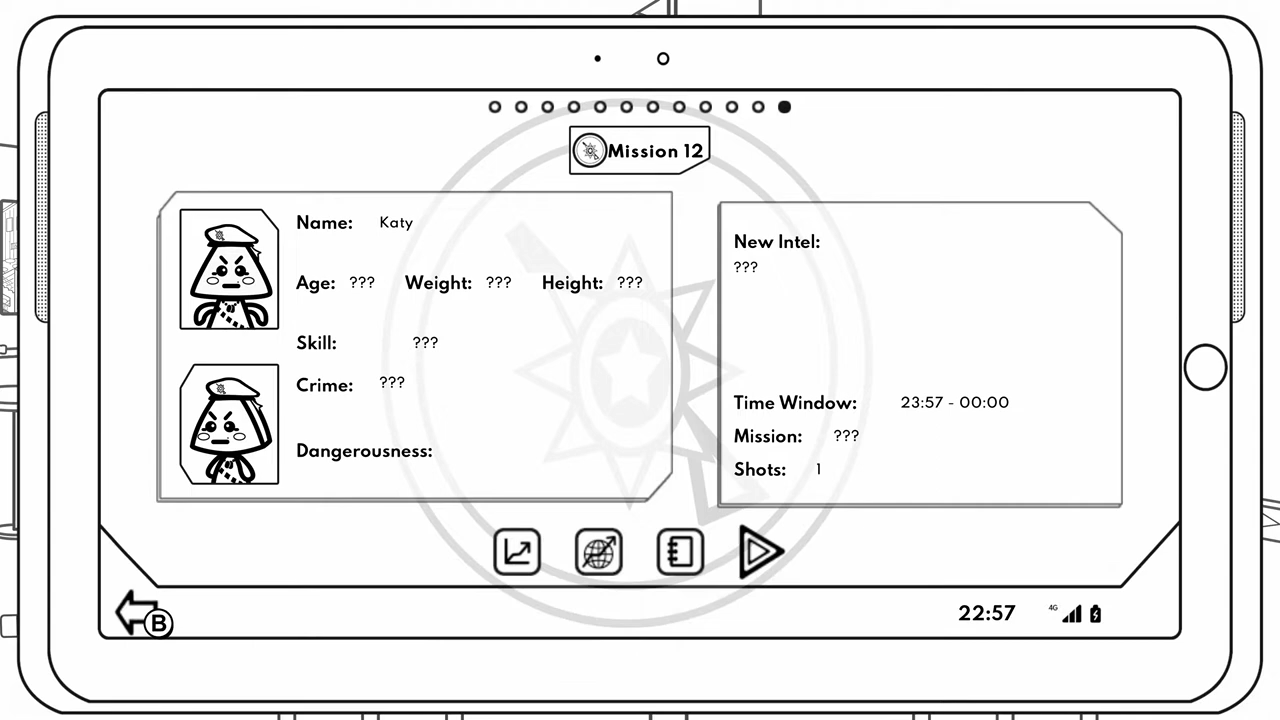 Mission 12
Name: Katy
Age: ??? Weight: ??? Height: ???
Skill: ???
Crime: ???
Dangerousness:
New Intel:
???
Time Window: 23:57 - 00:00
Mission: ???
Shots: 1
B
22:57 4G